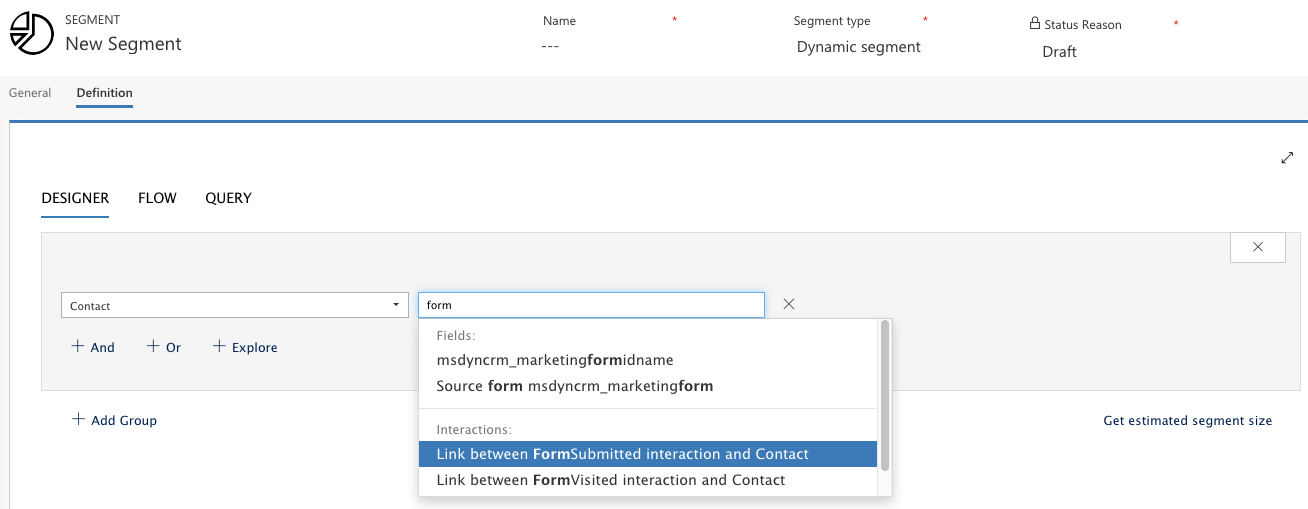 SEGMENT
New Segment
Name *
---
Segment type *
Dynamic segment
Status Reason *
Draft
General Definition
DESIGNER FLOW QUERY
Contact
form
Fields:
msdyncrm_marketingformidname
Source form msdyncrm_marketingform
Interactions:
Link between FormSubmitted interaction and Contact
Link between FormVisited interaction and Contact
And Or Explore
Add Group
Get estimated segment size